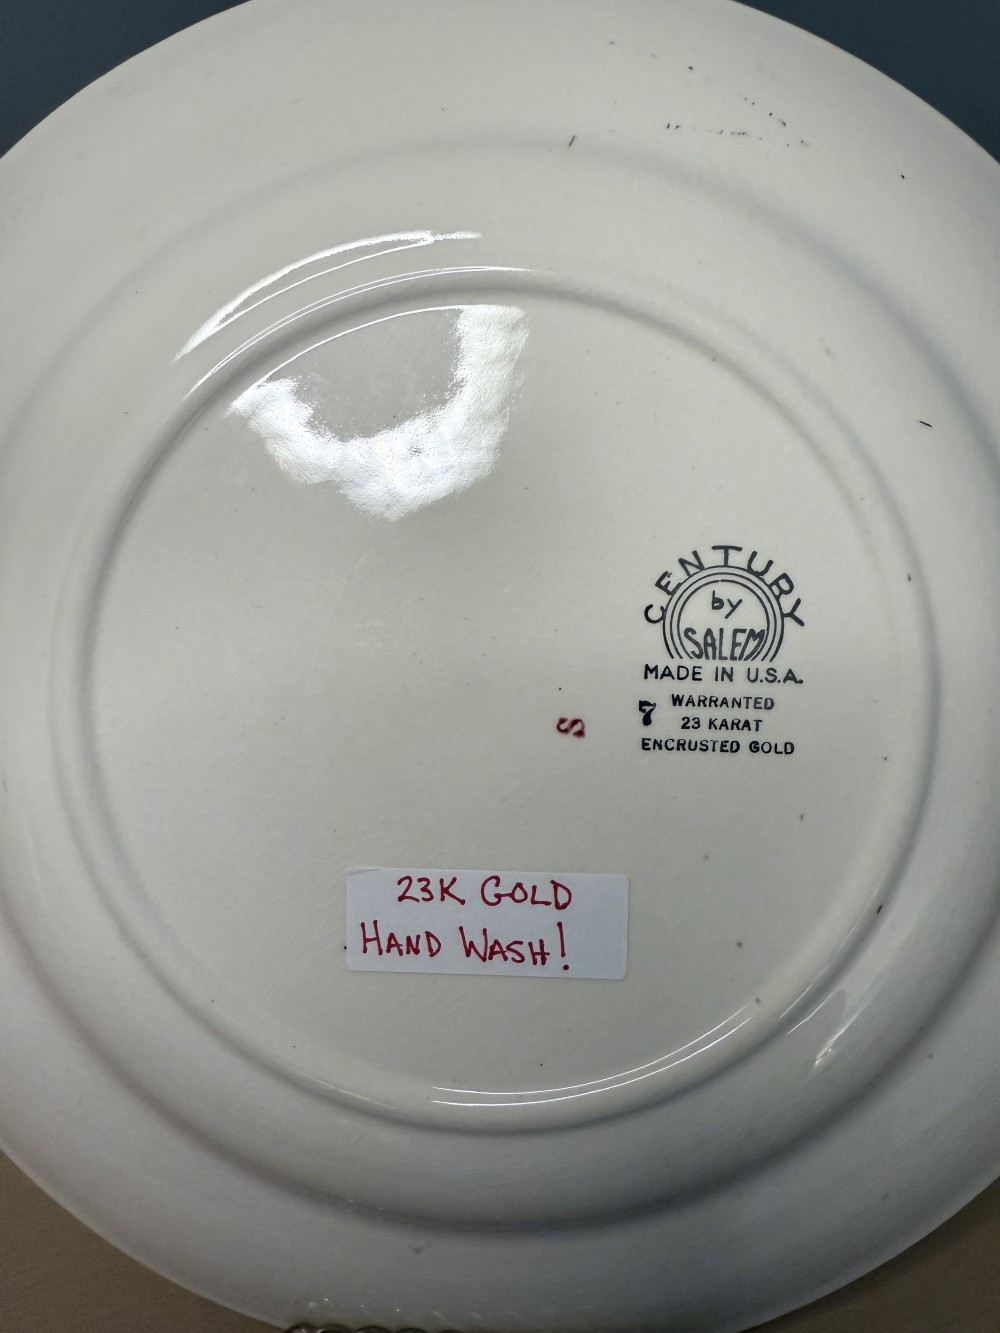 CENTURY
by
SALEM
MADE IN U.S.A.
WARRANTED
7 23 KARAT
ENCRUSTED GOLD
S
23K GOLD
HAND WASH!